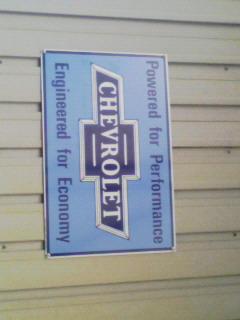 Powered for Performance
CHEVROLET
Engineered for Economy